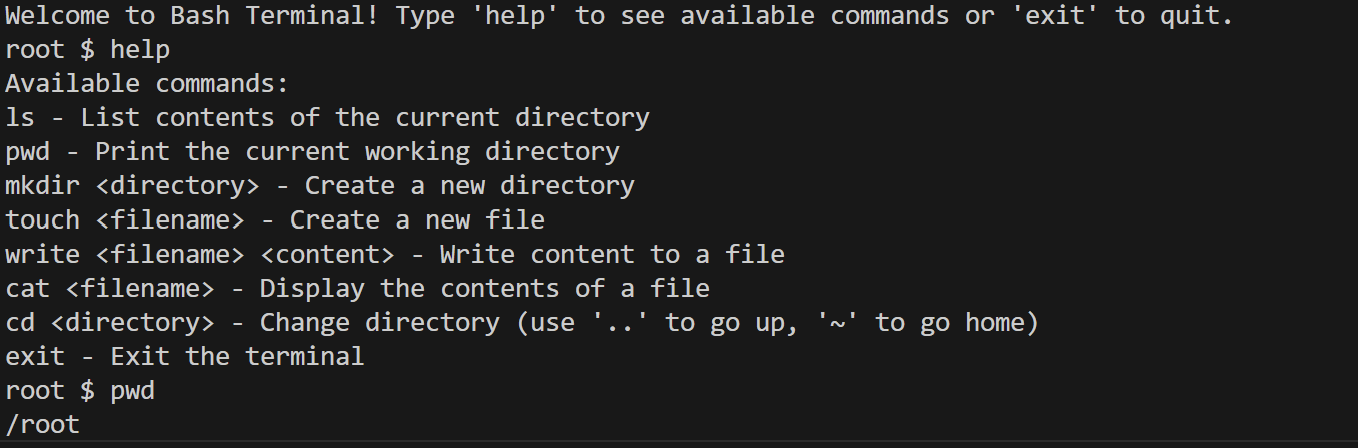 Welcome to Bash Terminal! Type 'help' to see available commands or 'exit' to quit.
root $ help
Available commands:
ls - List contents of the current directory
pwd - Print the current working directory
mkdir <directory> - Create a new directory
touch <filename> - Create a new file
write <filename> <content> - Write content to a file
cat <filename> - Display the contents of a file
cd <directory> - Change directory (use '..' to go up, '~' to go home)
exit - Exit the terminal
root $ pwd
/root